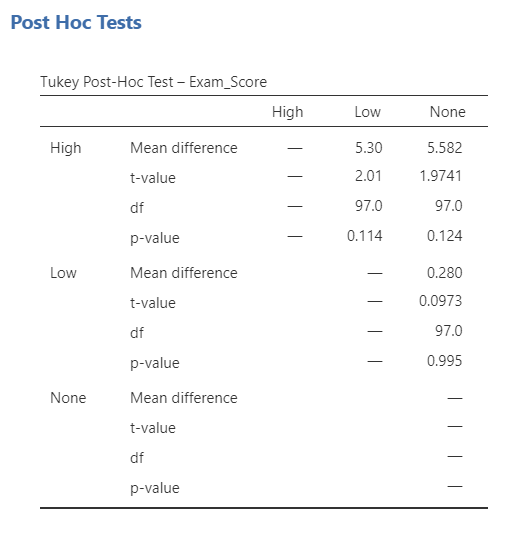 Post Hoc Tests
Tukey Post-Hoc Test – Exam_Score
High Low None
High Mean difference — 5.30 5.582
t-value — 2.01 1.9741
df — 97.0 97.0
p-value — 0.114 0.124
Low Mean difference — 0.280
t-value — 0.0973
df — 97.0
p-value — 0.995
None Mean difference —
t-value —
df —
p-value —